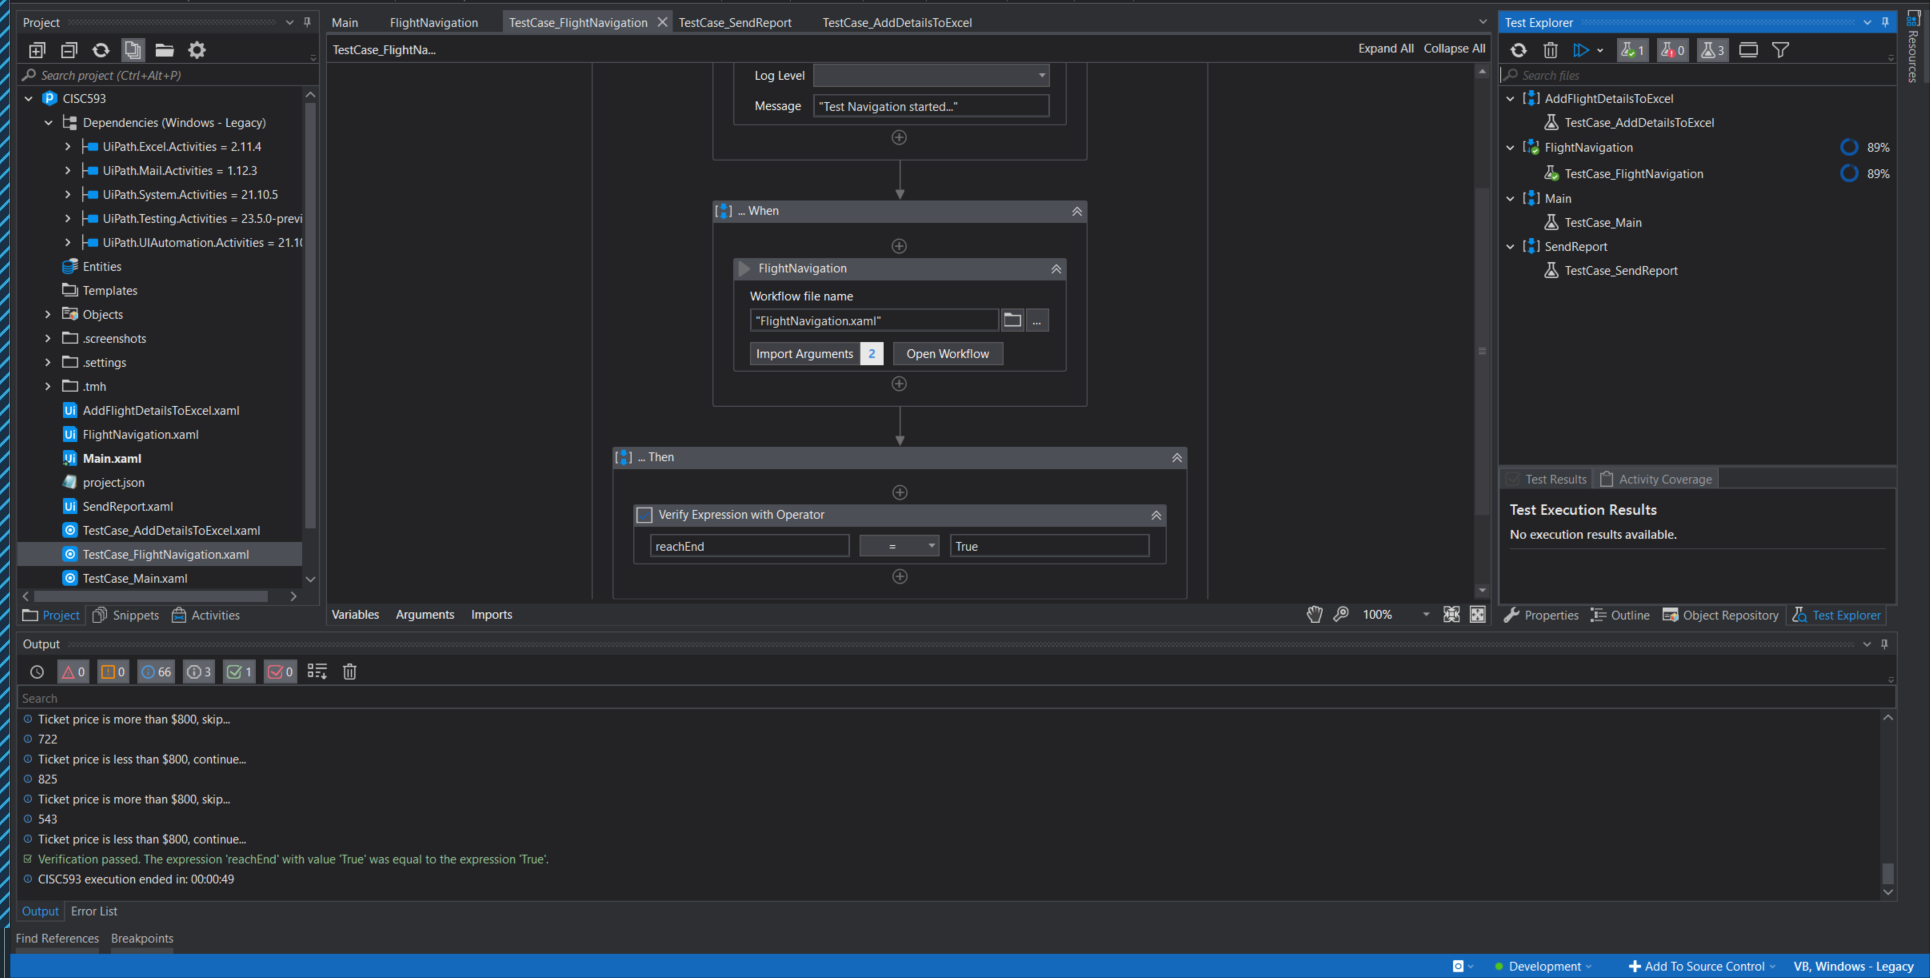 Project
Search project (Ctrl+Alt+P)
CISC593
Dependencies (Windows - Legacy)
UiPath.Excel.Activities = 2.11.4
UiPath.Mail.Activities = 1.12.3
UiPath.System.Activities = 21.10.5
UiPath.Testing.Activities = 23.5.0-previ
UiPath.UIAutomation.Activities = 21.10
Entities
Templates
Objects
.screenshots
.settings
.tmh
AddFlightDetailsToExcel.xaml
FlightNavigation.xaml
Main.xaml
project.json
SendReport.xaml
TestCase_AddDetailsToExcel.xaml
TestCase_FlightNavigation.xaml
TestCase_Main.xaml
Project Snippets Activities
Main FlightNavigation TestCase_FlightNavigation TestCase_SendReport TestCase_AddDetailsToExcel
TestCase_FlightNa... Expand All Collapse All
Log Level
Message "Test Navigation started..."
... When
FlightNavigation
Workflow file name
"FlightNavigation.xaml" ...
Import Arguments 2 Open Workflow
... Then
Verify Expression with Operator
reachEnd = True
Variables Arguments Imports 100%
Test Explorer
1 0 3
Search files
AddFlightDetailsToExcel
TestCase_AddDetailsToExcel
FlightNavigation 89%
TestCase_FlightNavigation 89%
Main
TestCase_Main
SendReport
TestCase_SendReport
Test Results Activity Coverage
Test Execution Results
No execution results available.
Properties Outline Object Repository Test Explorer
Resources
Output
0 0 66 3 1 0
Search
Ticket price is more than $800, skip...
722
Ticket price is less than $800, continue...
825
Ticket price is more than $800, skip...
543
Ticket price is less than $800, continue...
Verification passed. The expression 'reachEnd' with value 'True' was equal to the expression 'True'.
CISC593 execution ended in: 00:00:49
Output Error List
Find References Breakpoints
Development Add To Source Control VB, Windows - Legacy